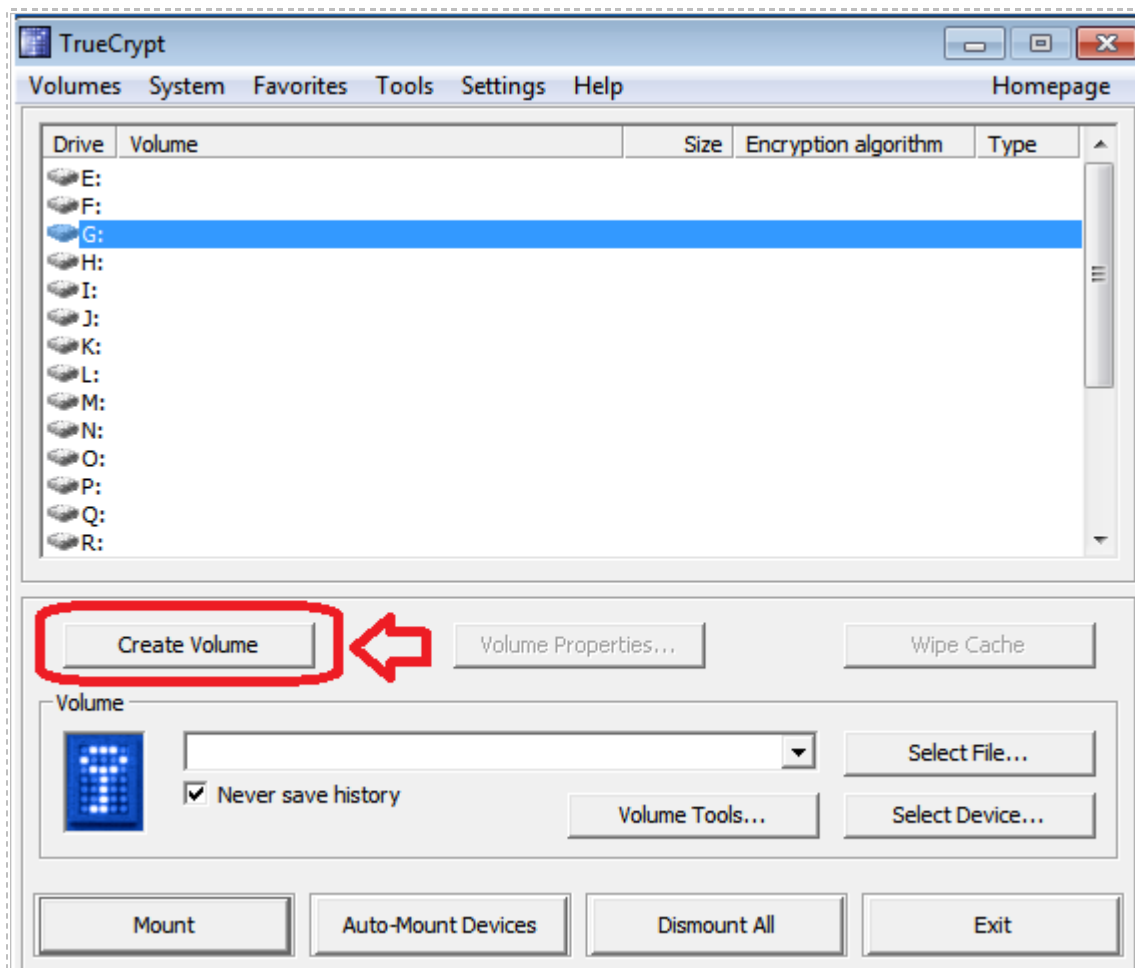 TrueCrypt
Volumes System Favorites Tools Settings Help Homepage
Drive Volume Size Encryption algorithm Type
E:
F:
G:
H:
I:
J:
K:
L:
M:
N:
O:
P:
Q:
R:
Create Volume Volume Properties... Wipe Cache
Volume
Select File...
Never save history
Volume Tools... Select Device...
Mount Auto-Mount Devices Dismount All Exit